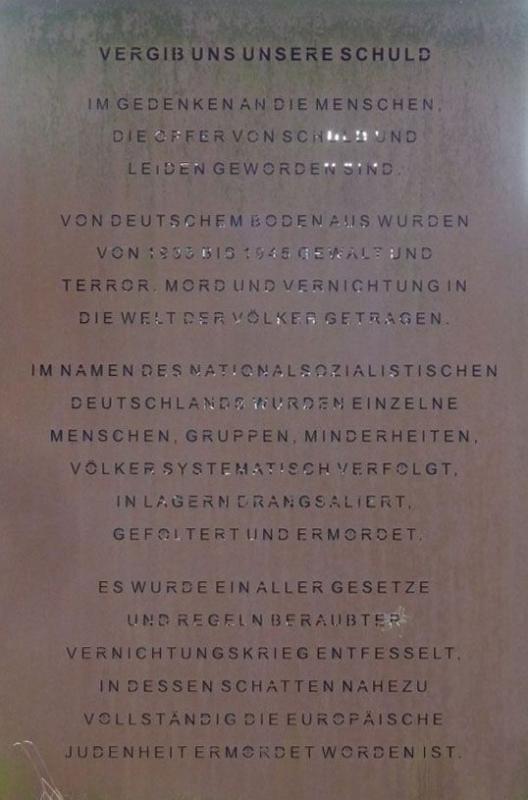 VERGIB UNS UNSERE SCHULD
IM GEDENKEN AN DIE MENSCHEN,
DIE OPFER VON SCHULD UND
LEIDEN GEWORDEN SIND.
VON DEUTSCHEM BODEN AUS WURDEN
VON 1933 BIS 1945 GEWALT UND
TERROR, MORD UND VERNICHTUNG IN
DIE WELT DER VÖLKER GETRAGEN.
IM NAMEN DES NATIONALSOZIALISTISCHEN
DEUTSCHLANDS WURDEN EINZELNE
MENSCHEN, GRUPPEN, MINDERHEITEN,
VÖLKER SYSTEMATISCH VERFOLGT,
IN LAGERN DRANGSALIERT,
GEFOLTERT UND ERMORDET.
ES WURDE EIN ALLER GESETZE
UND REGELN BERAUBTER
VERNICHTUNGSKRIEG ENTFESSELT,
IN DESSEN SCHATTEN NAHEZU
VOLLSTÄNDIG DIE EUROPÄISCHE
JUDENHEIT ERMORDET WORDEN IST.